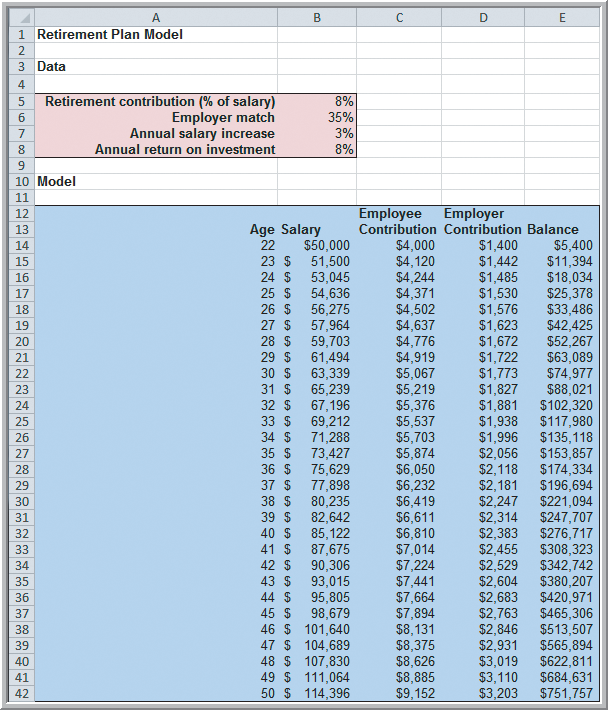 A B C D E
1 Retirement Plan Model
2
3 Data
4
5 Retirement contribution (% of salary) 8%
6 Employer match 35%
7 Annual salary increase 3%
8 Annual return on investment 8%
9
10 Model
11
12 Employee Employer
13 Age Salary Contribution Contribution Balance
14 22 $50,000 $4,000 $1,400 $5,400
15 23 $ 51,500 $4,120 $1,442 $11,394
16 24 $ 53,045 $4,244 $1,485 $18,034
17 25 $ 54,636 $4,371 $1,530 $25,378
18 26 $ 56,275 $4,502 $1,576 $33,486
19 27 $ 57,964 $4,637 $1,623 $42,425
20 28 $ 59,703 $4,776 $1,672 $52,267
21 29 $ 61,494 $4,919 $1,722 $63,089
22 30 $ 63,339 $5,067 $1,773 $74,977
23 31 $ 65,239 $5,219 $1,827 $88,021
24 32 $ 67,196 $5,376 $1,881 $102,320
25 33 $ 69,212 $5,537 $1,938 $117,980
26 34 $ 71,288 $5,703 $1,996 $135,118
27 35 $ 73,427 $5,874 $2,056 $153,857
28 36 $ 75,629 $6,050 $2,118 $174,334
29 37 $ 77,898 $6,232 $2,181 $196,694
30 38 $ 80,235 $6,419 $2,247 $221,094
31 39 $ 82,642 $6,611 $2,314 $247,707
32 40 $ 85,122 $6,810 $2,383 $276,717
33 41 $ 87,675 $7,014 $2,455 $308,323
34 42 $ 90,306 $7,224 $2,529 $342,742
35 43 $ 93,015 $7,441 $2,604 $380,207
36 44 $ 95,805 $7,664 $2,683 $420,971
37 45 $ 98,679 $7,894 $2,763 $465,306
38 46 $ 101,640 $8,131 $2,846 $513,507
39 47 $ 104,689 $8,375 $2,931 $565,894
40 48 $ 107,830 $8,626 $3,019 $622,811
41 49 $ 111,064 $8,885 $3,110 $684,631
42 50 $ 114,396 $9,152 $3,203 $751,757